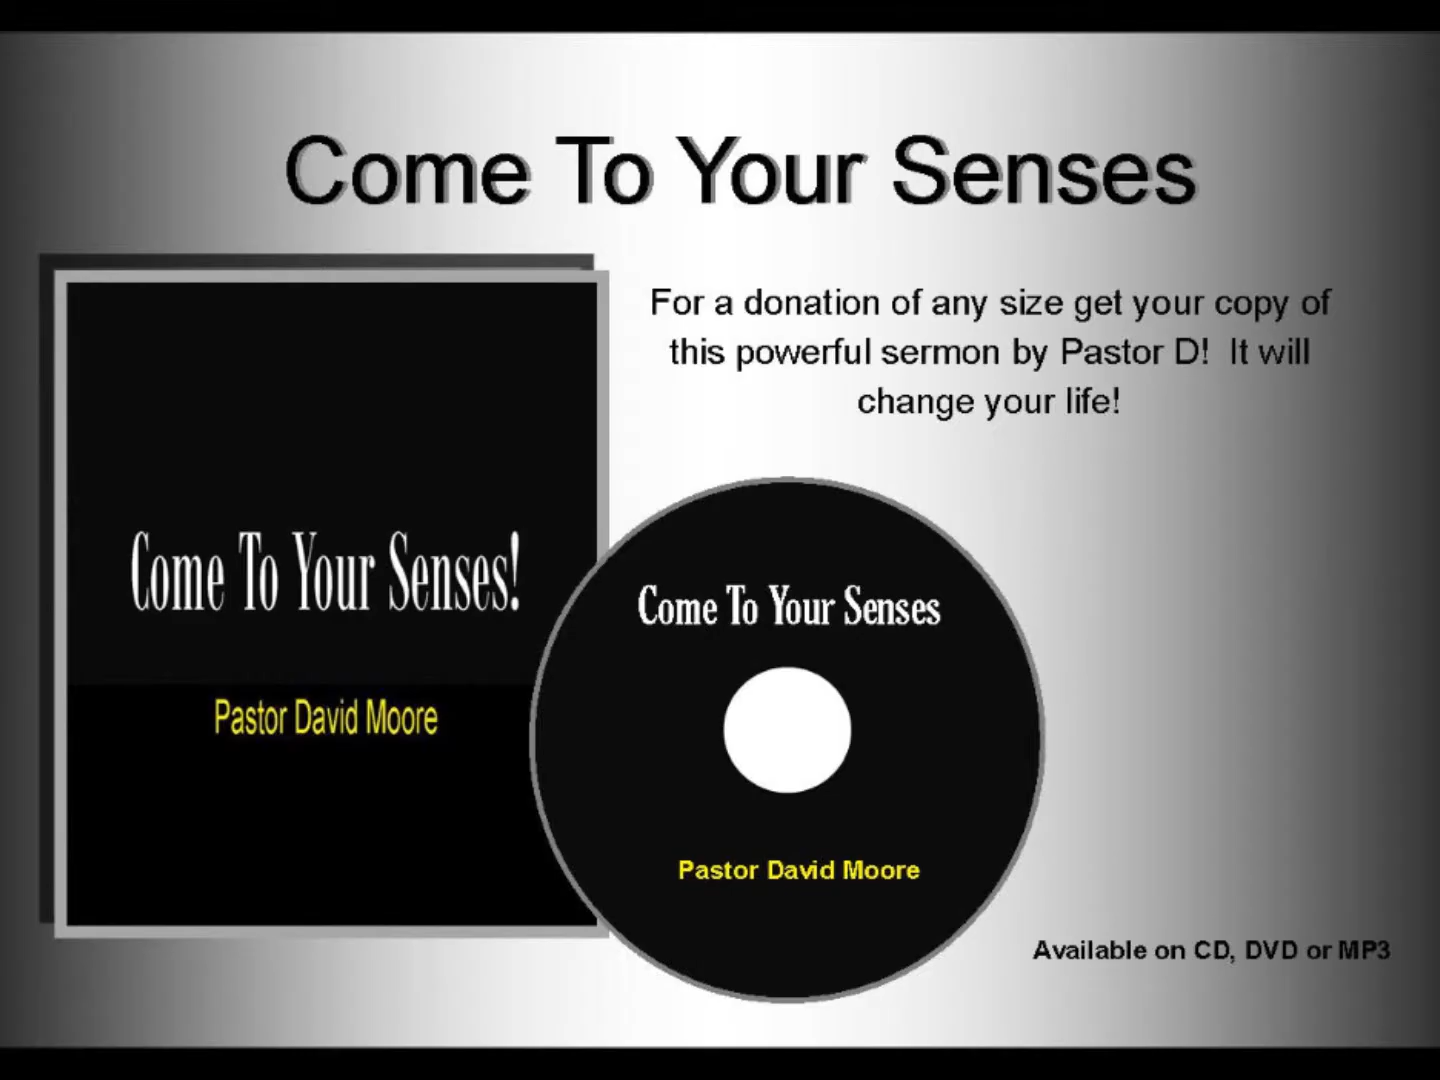 Come To Your Senses
For a donation of any size get your copy of
this powerful sermon by Pastor D!  It will
change your life!
Come To Your Senses!
Pastor David Moore
Come To Your Senses
Pastor David Moore
Available on CD, DVD or MP3